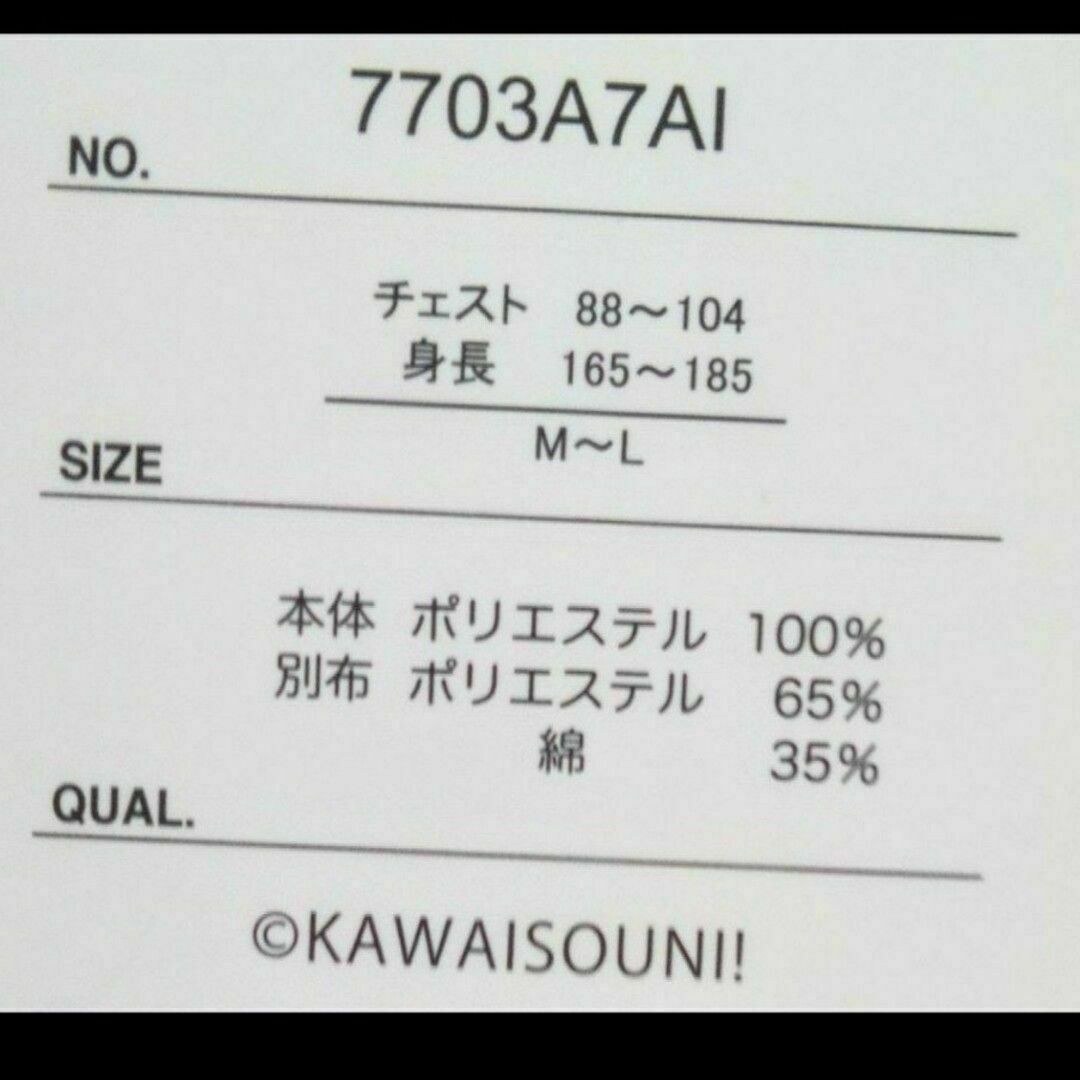 7703A7AI
NO.
チェスト 88～104
身長 165～185
M～L
SIZE
本体 ポリエステル 100%
別布 ポリエステル 65%
綿 35%
QUAL.
©KAWAISOUNI!